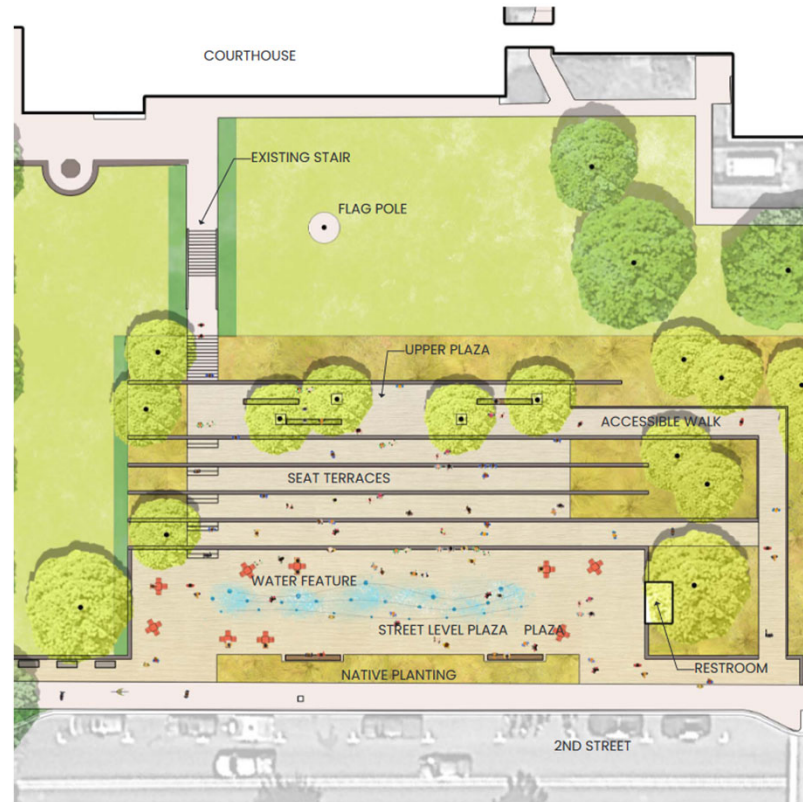 COURTHOUSE
EXISTING STAIR
FLAG POLE
UPPER PLAZA
ACCESSIBLE WALK
SEAT TERRACES
WATER FEATURE
STREET LEVEL PLAZA PLAZA
RESTROOM
NATIVE PLANTING
2ND STREET